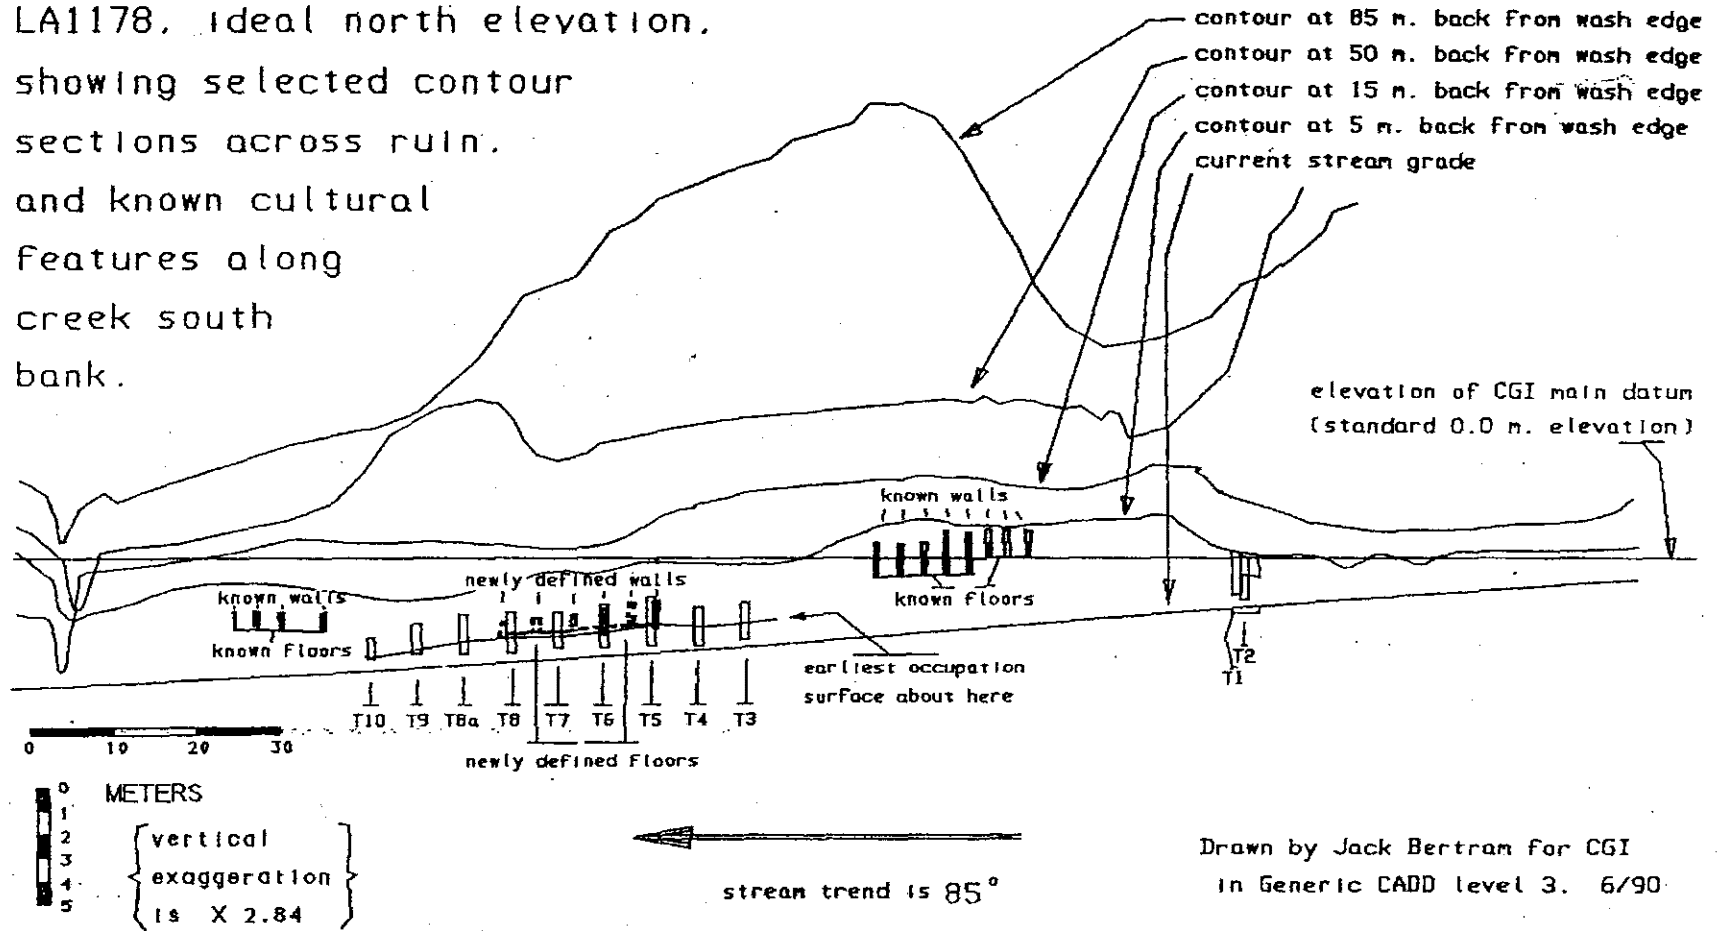 LA1178. ideal north elevation.
showing selected contour
sections across ruin.
and known cultural
features along
creek south
bank.
contour at 85 m. back from wash edge
contour at 50 m. back from wash edge
contour at 15 m. back from wash edge
contour at 5 m. back from wash edge
current stream grade
elevation of CGI main datum
(standard 0.0 m. elevation)
known walls
known floors
newly defined walls
known walls
known floors
earliest occupation
surface about here
T10 T9 T8a T8 T7 T6 T5 T4 T3
T2
T1
newly defined floors
0 10 20 30
0
1
2
3
4
5
METERS
vertical
exaggeration
is X 2.84
stream trend is 85°
Drawn by Jack Bertram for CGI
in Generic CADD level 3. 6/90